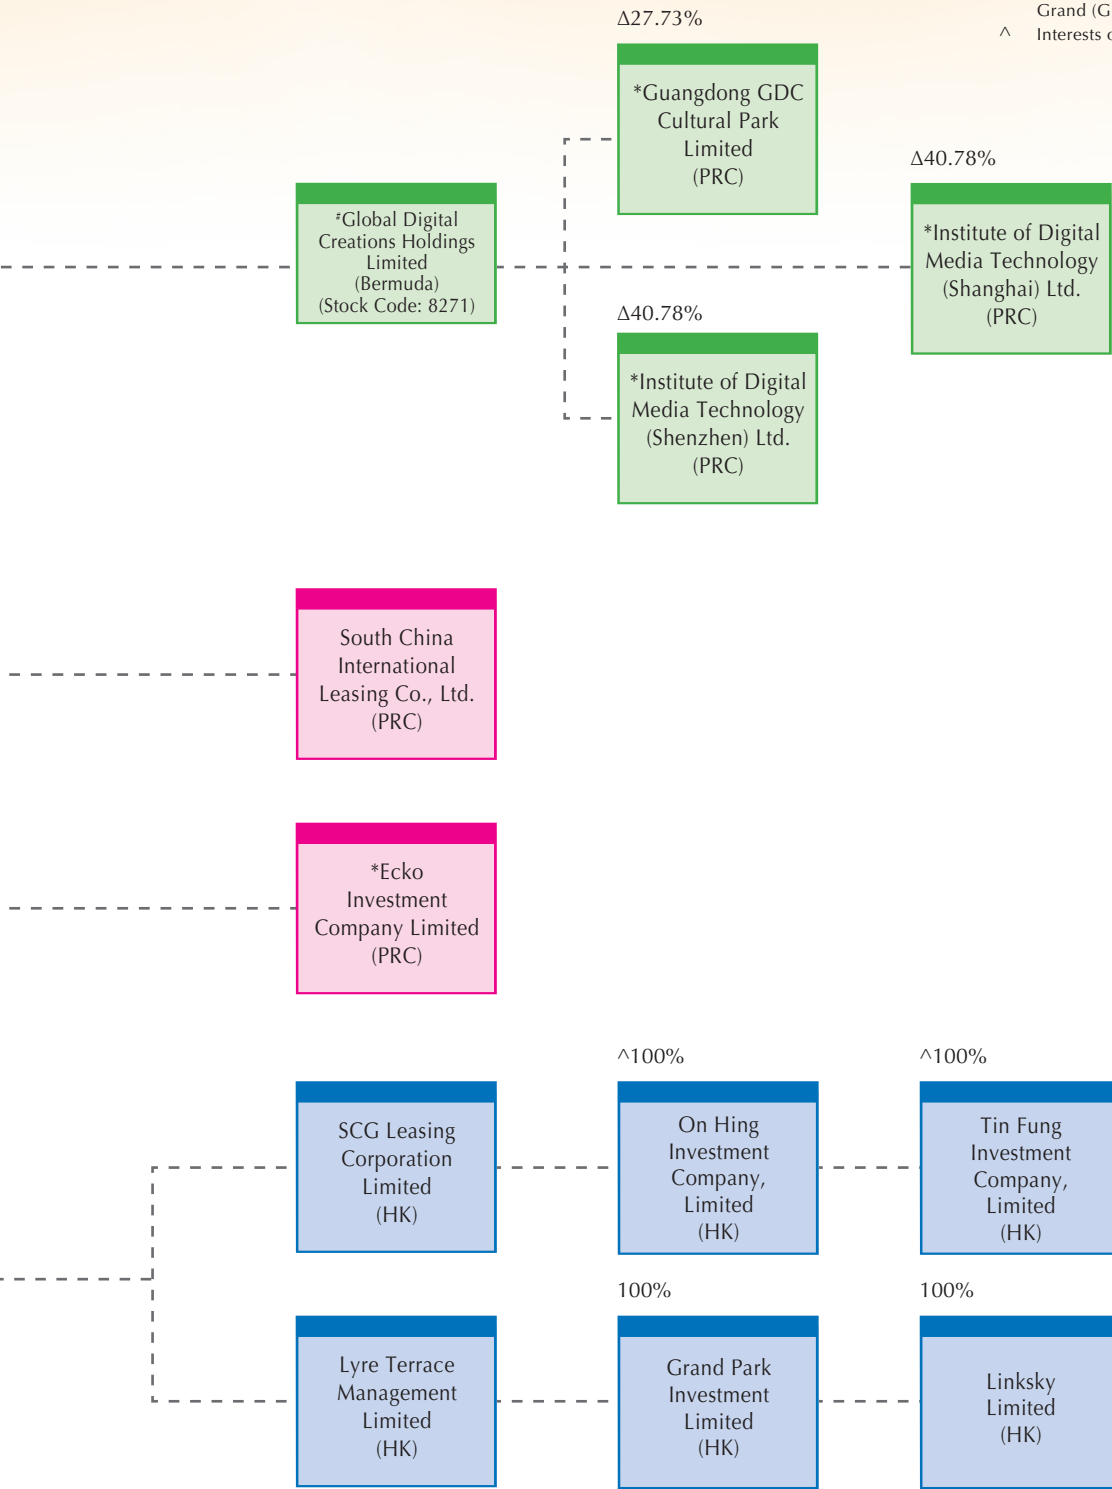 Δ27.73%
Grand (G
^ Interests o
*Guangdong GDC
Cultural Park
Limited
(PRC)
Δ40.78%
#Global Digital
Creations Holdings
Limited
(Bermuda)
(Stock Code: 8271)
*Institute of Digital
Media Technology
(Shanghai) Ltd.
(PRC)
Δ40.78%
*Institute of Digital
Media Technology
(Shenzhen) Ltd.
(PRC)
South China
International
Leasing Co., Ltd.
(PRC)
*Ecko
Investment
Company Limited
(PRC)
^100%
^100%
SCG Leasing
Corporation
Limited
(HK)
On Hing
Investment
Company,
Limited
(HK)
Tin Fung
Investment
Company,
Limited
(HK)
100%
100%
Lyre Terrace
Management
Limited
(HK)
Grand Park
Investment
Limited
(HK)
Linksky
Limited
(HK)